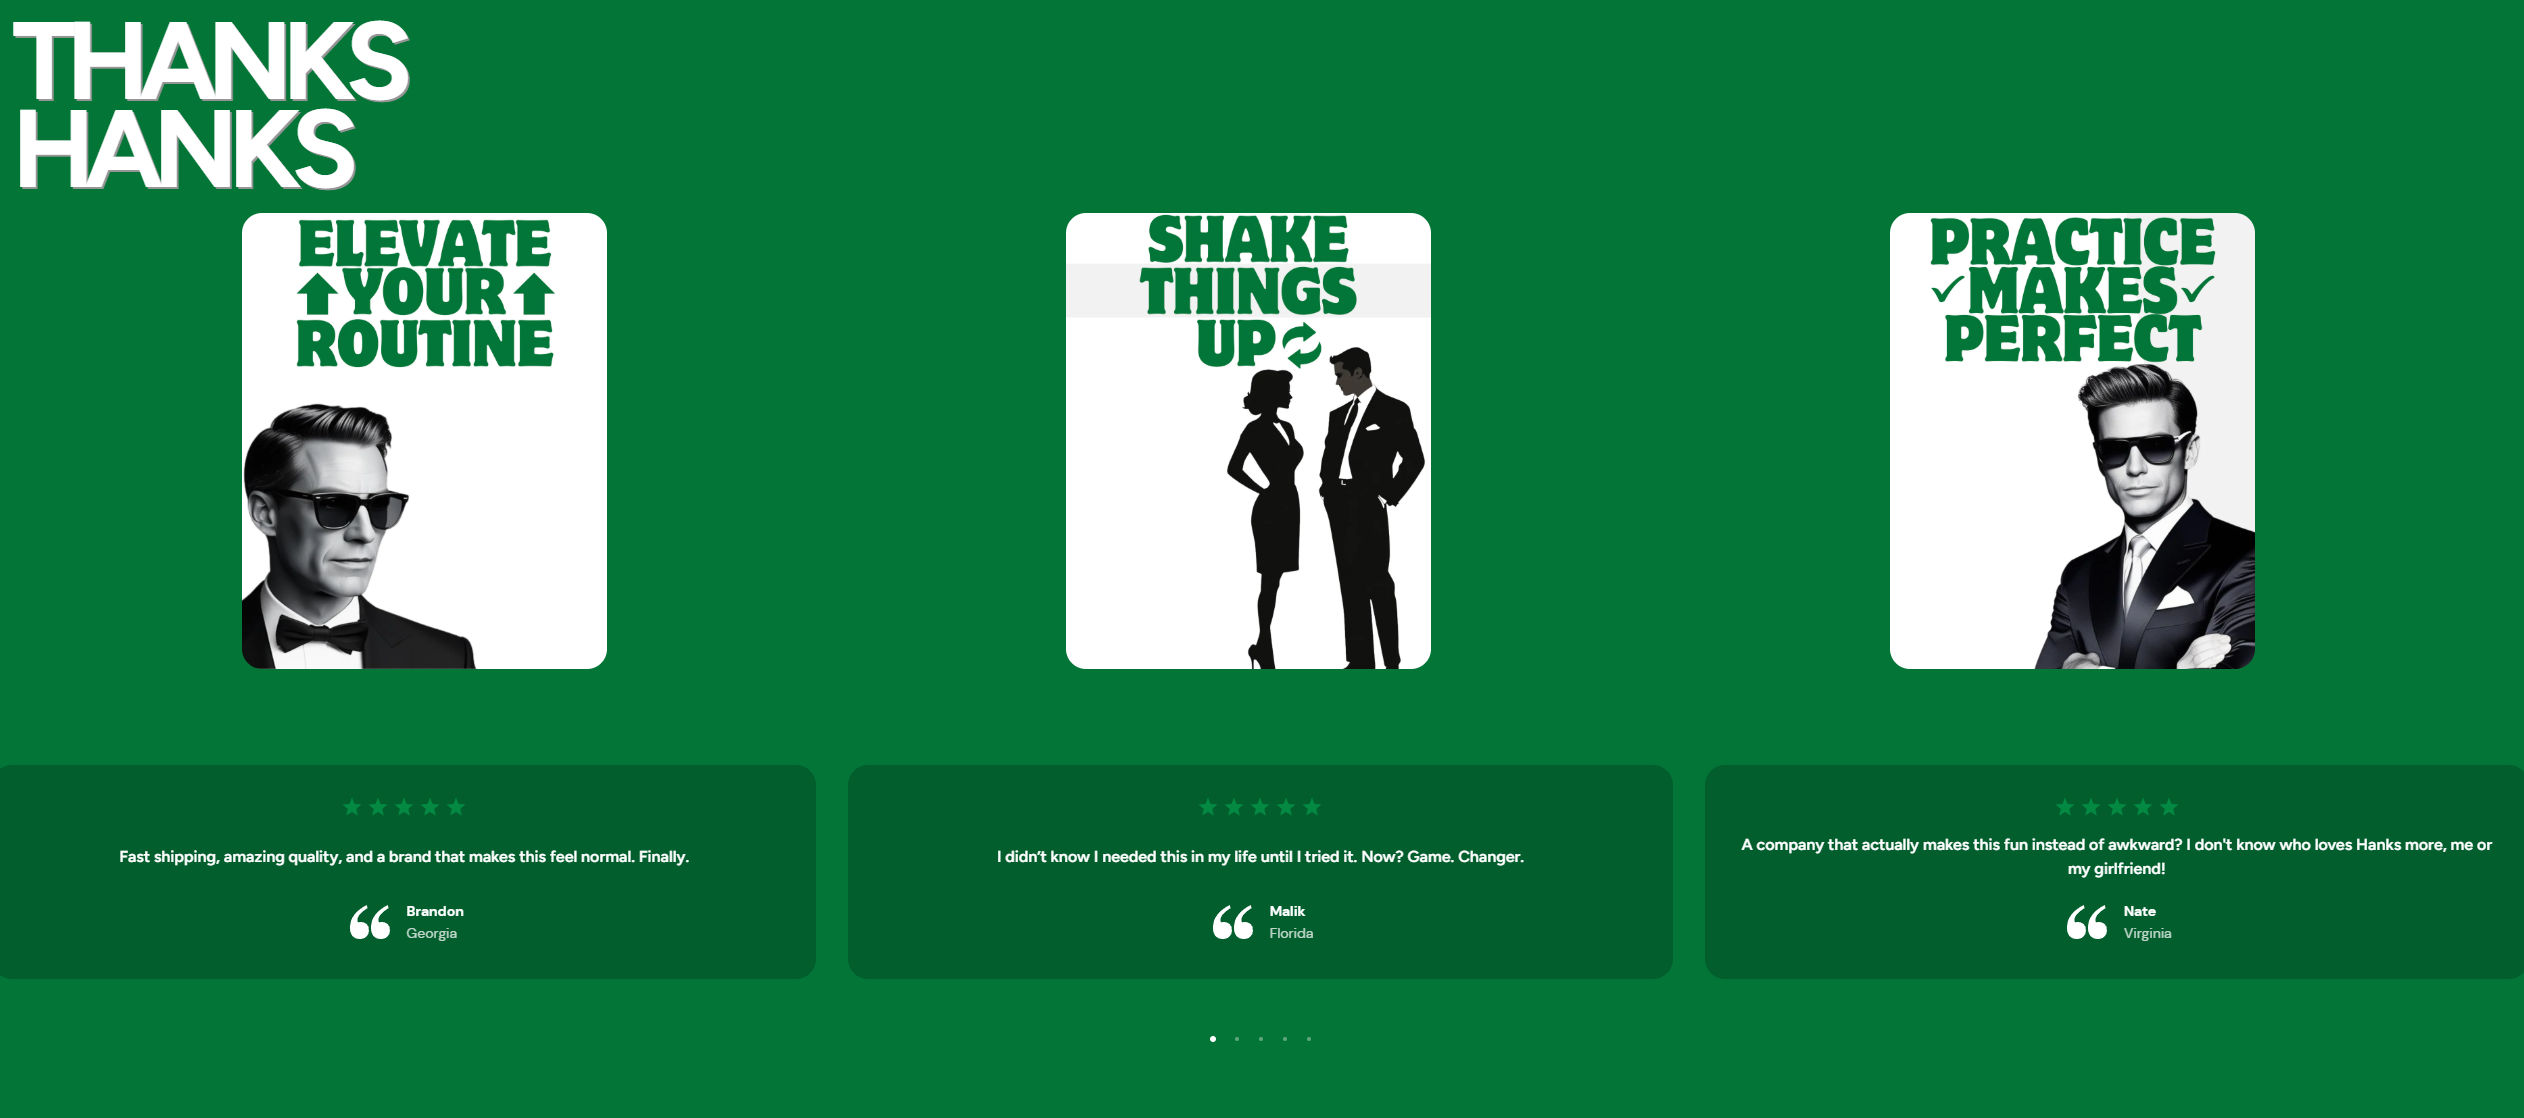 THANKS
HANKS
ELEVATE
YOUR
ROUTINE
SHAKE
THINGS
UP
PRACTICE
✓MAKES✓
PERFECT
Fast shipping, amazing quality, and a brand that makes this feel normal. Finally.
Brandon
Georgia
I didn’t know I needed this in my life until I tried it. Now? Game. Changer.
Malik
Florida
A company that actually makes this fun instead of awkward? I don't know who loves Hanks more, me or
my girlfriend!
Nate
Virginia